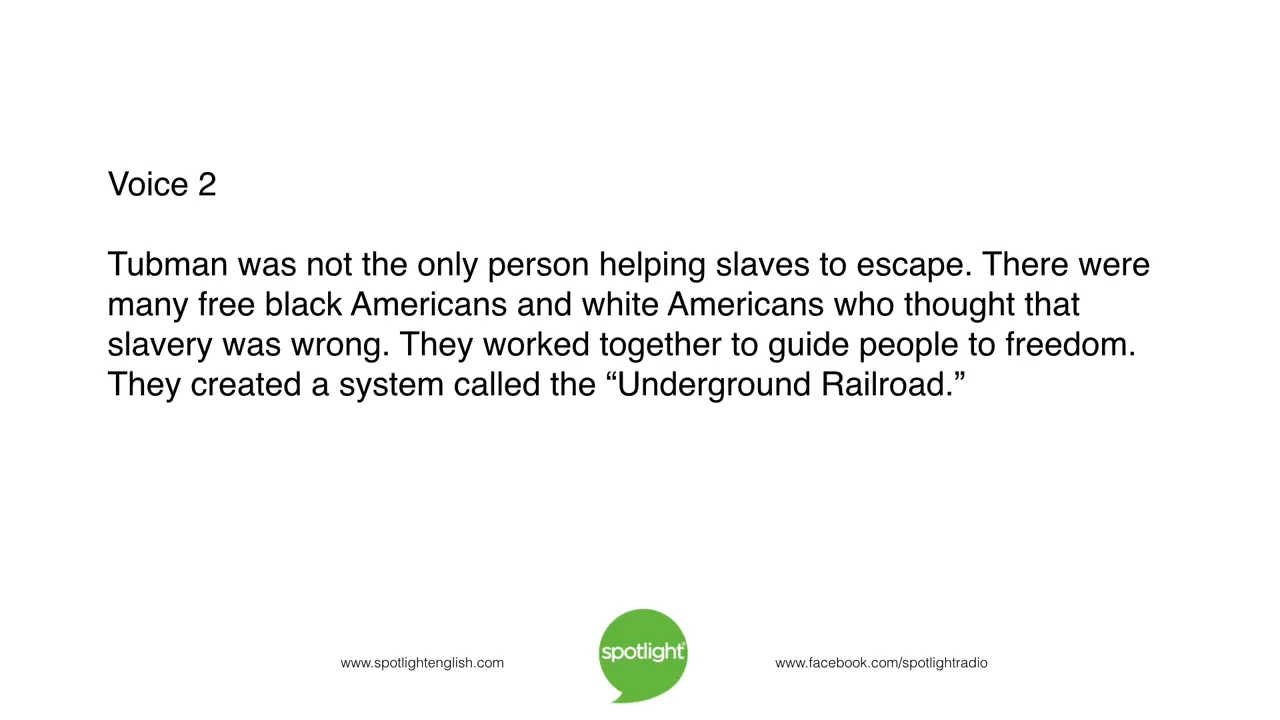 Voice 2
Tubman was not the only person helping slaves to escape. There were
many free black Americans and white Americans who thought that
slavery was wrong. They worked together to guide people to freedom.
They created a system called the “Underground Railroad.”
www.spotlightenglish.com
spotlight®
www.facebook.com/spotlightradio